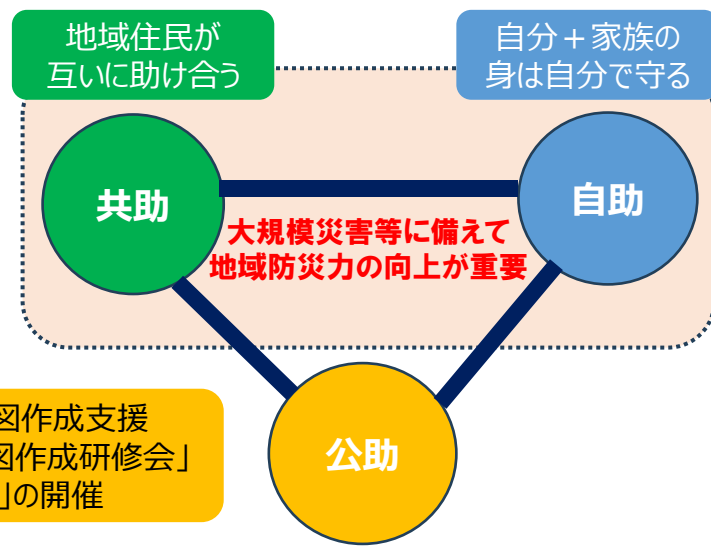 地域住民が
互いに助け合う
自分＋家族の
身は自分で守る
共助
自助
大規模災害等に備えて
地域防災力の向上が重要
図作成支援
図作成研修会」
」の開催
公助